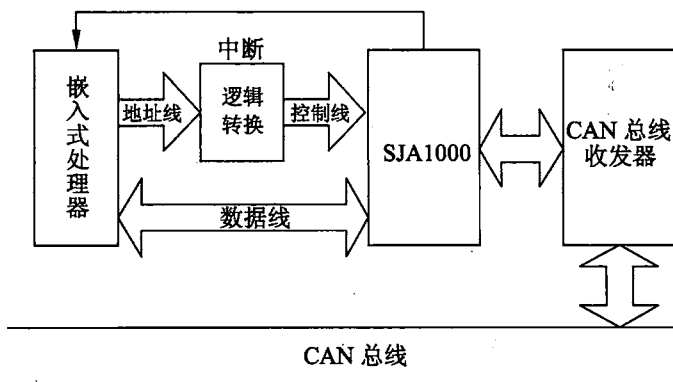 中断
嵌入式处理器
地址线
逻辑
转换
控制线
SJA1000
CAN 总线
收发器
数据线
CAN 总线